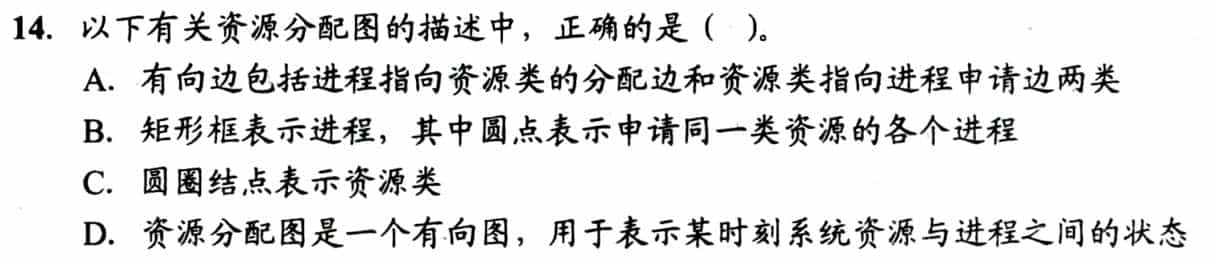 14. 以下有关资源分配图的描述中，正确的是（ ）。
A. 有向边包括进程指向资源类的分配边和资源类指向进程申请边两类
B. 矩形框表示进程，其中圆点表示申请同一类资源的各个进程
C. 圆圈结点表示资源类
D. 资源分配图是一个有向图，用于表示某时刻系统资源与进程之间的状态